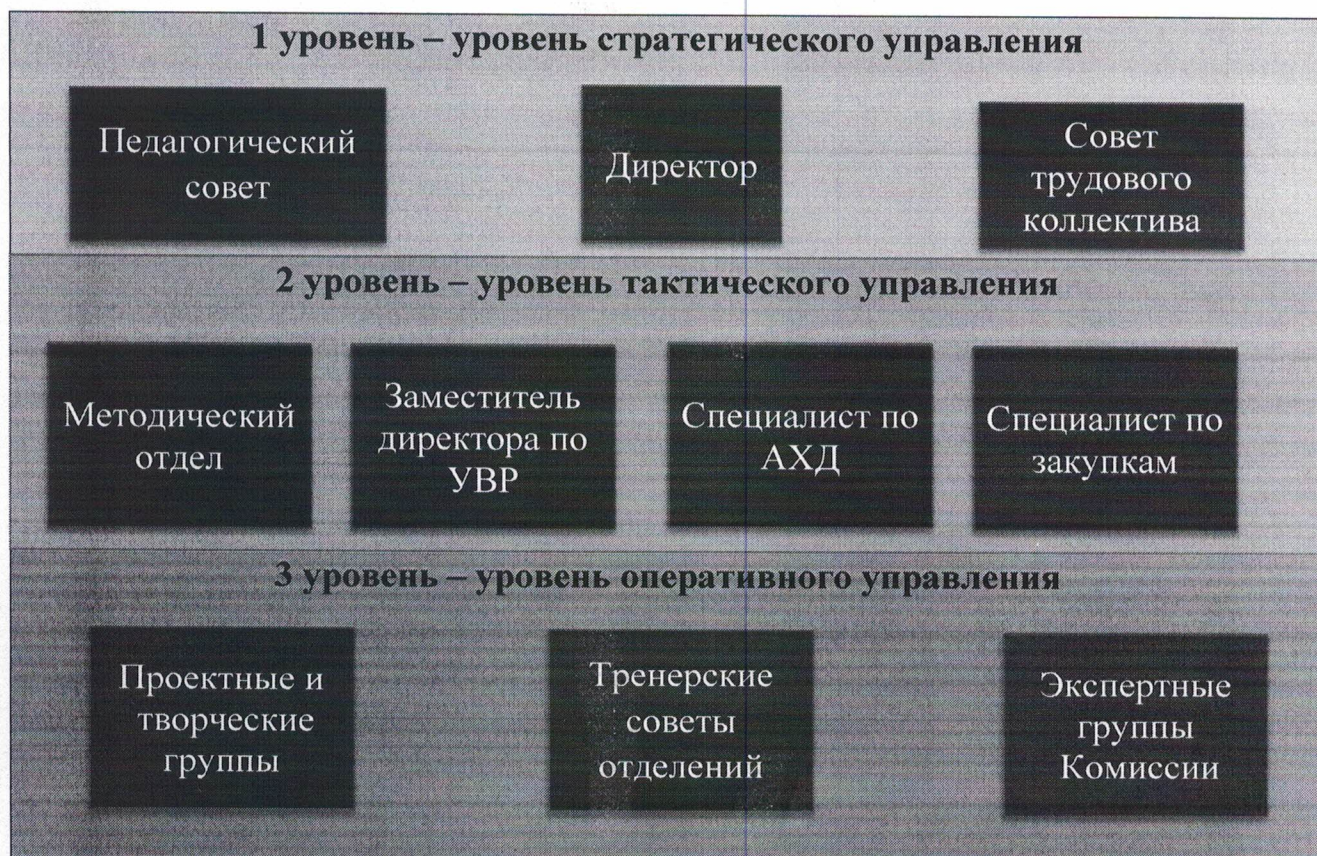 1 уровень – уровень стратегического управления
Педагогический
совет
Директор
Совет
трудового
коллектива
2 уровень – уровень тактического управления
Методический
отдел
Заместитель
директора по
УВР
Специалист по
АХД
Специалист по
закупкам
3 уровень – уровень оперативного управления
Проектные и
творческие
группы
Тренерские
советы
отделений
Экспертные
группы
Комиссии